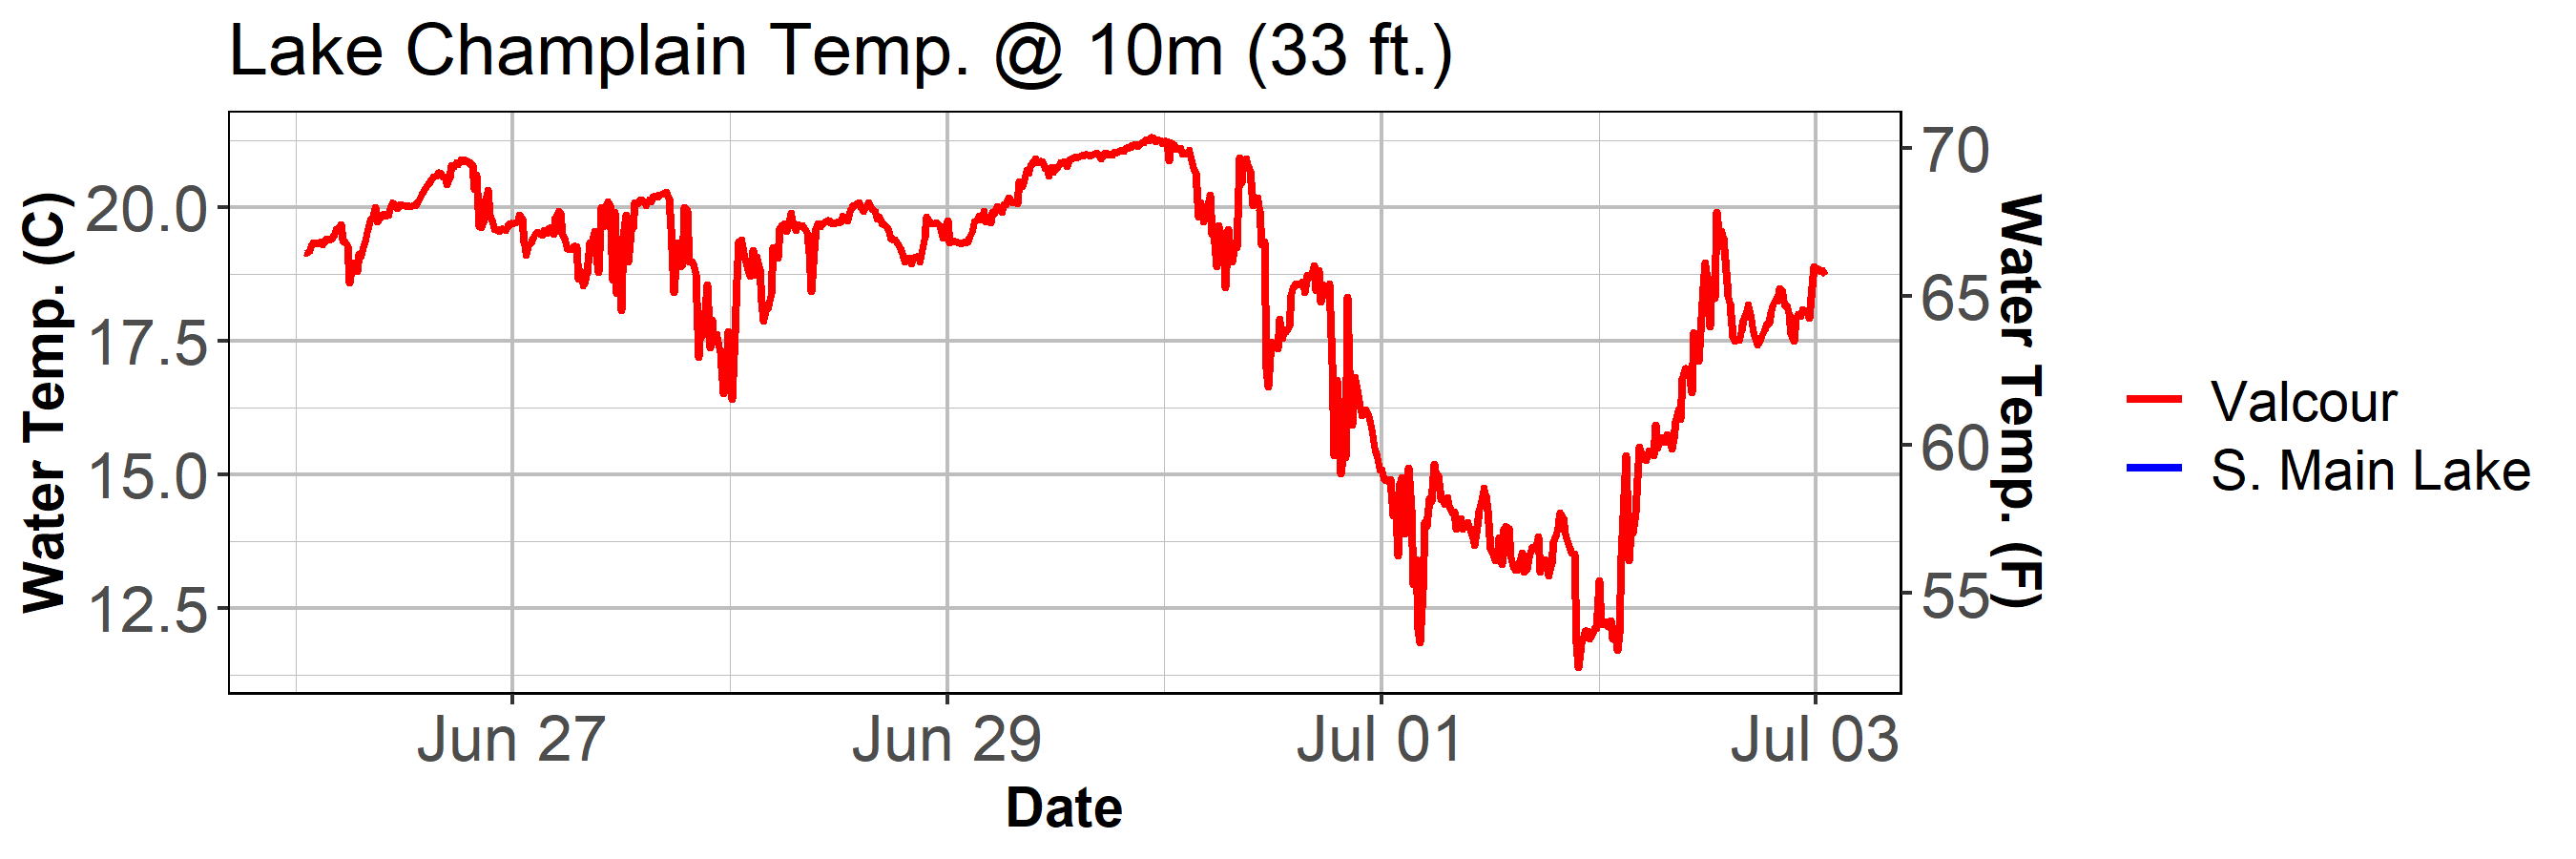 Lake Champlain Temp. @ 10m (33 ft.)
Water Temp. (C)
20.0
17.5
15.0
12.5
70
65
60
55
Water Temp. (F)
Jun 27
Jun 29
Jul 01
Jul 03
Date
Valcour
S. Main Lake